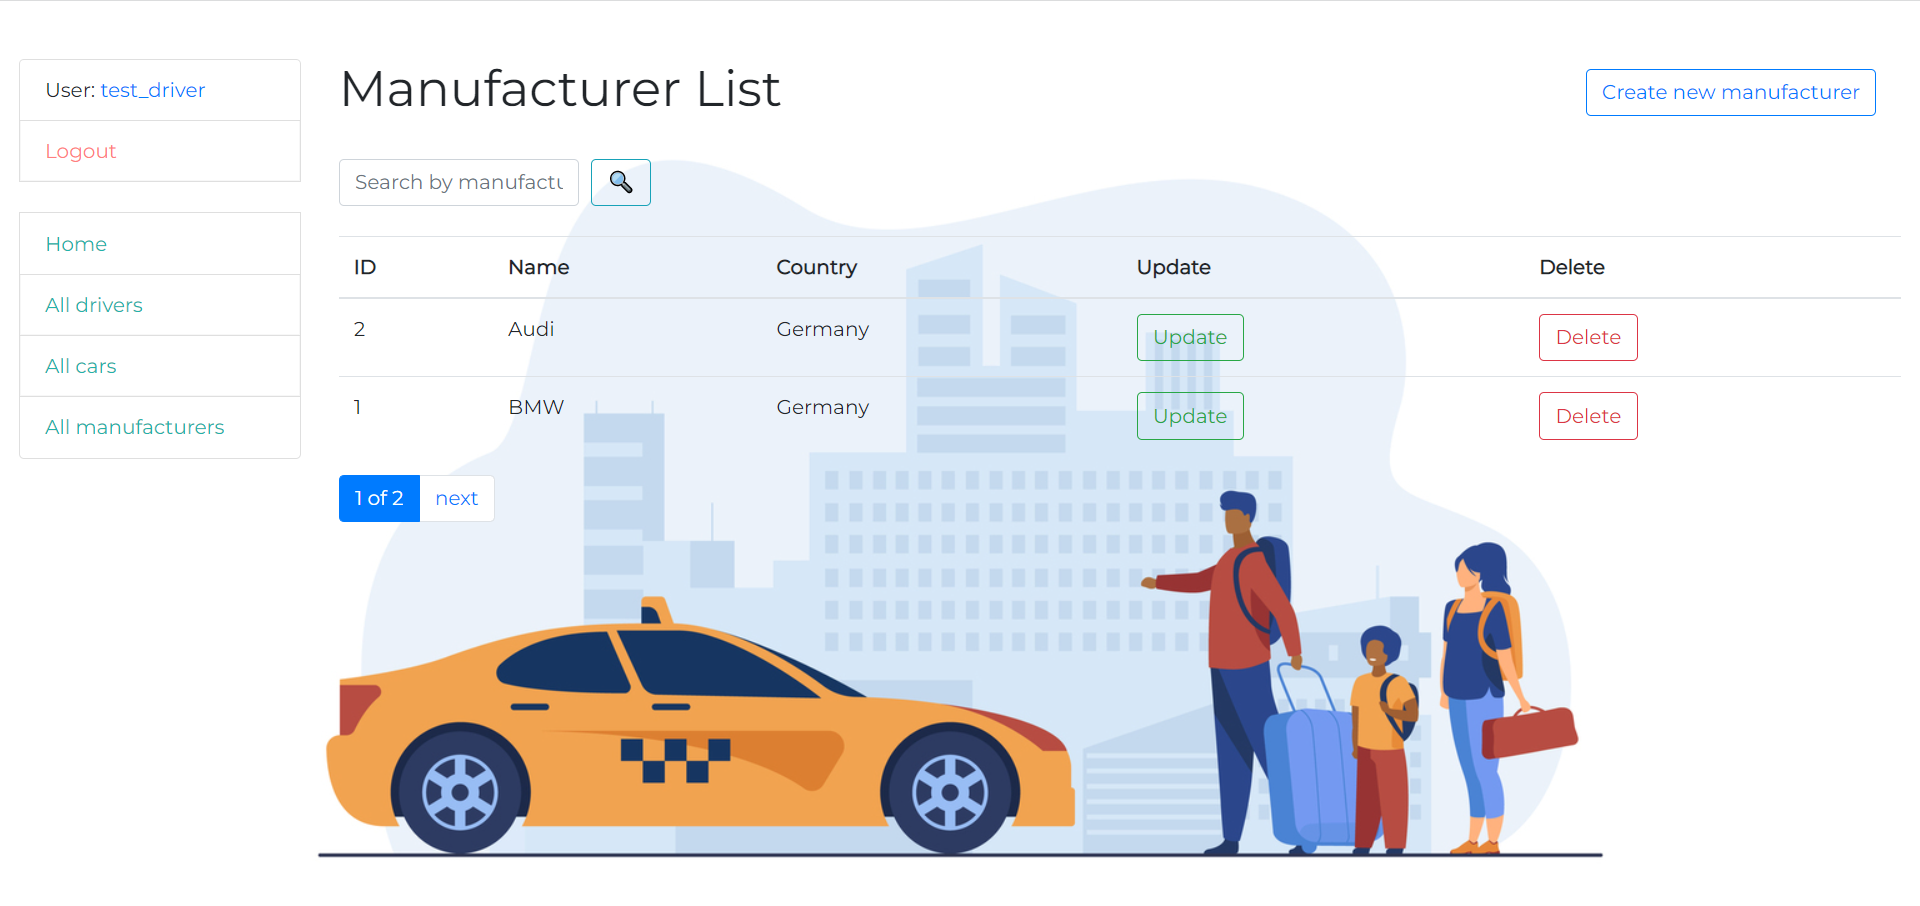 User: test_driver
Logout
Home
All drivers
All cars
All manufacturers
Manufacturer List
Create new manufacturer
Search by manufactu
ID Name Country Update Delete
2 Audi Germany Update Delete
1 BMW Germany Update Delete
1 of 2 next